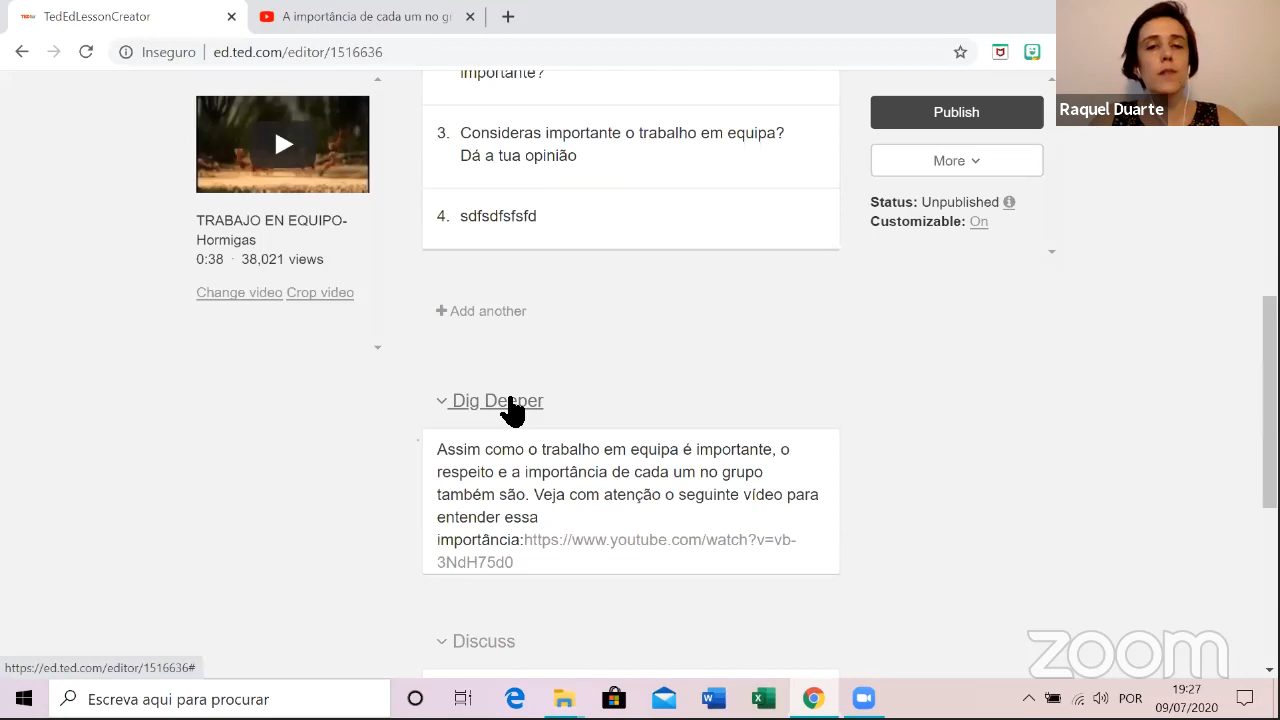 TedEdLessonCreator
A importância de cada um no gr
Inseguro
ed.ted.com/editor/1516636
Raquel Duarte
importante?
3. Consideras importante o trabalho em equipa?
Dá a tua opinião
4. sdfsdfsfsfd
Add another
TRABAJO EN EQUIPO-
Hormigas
0:38 · 38,021 views
Change video Crop video
Publish
More
Status: Unpublished
Customizable: On
Dig Deeper
Assim como o trabalho em equipa é importante, o
respeito e a importância de cada um no grupo
também são. Veja com atenção o seguinte vídeo para
entender essa
importância:https://www.youtube.com/watch?v=vb-
3NdH75d0
Discuss
zoom
https://ed.ted.com/editor/1516636#
Escreva aqui para procurar
POR
19:27
09/07/2020